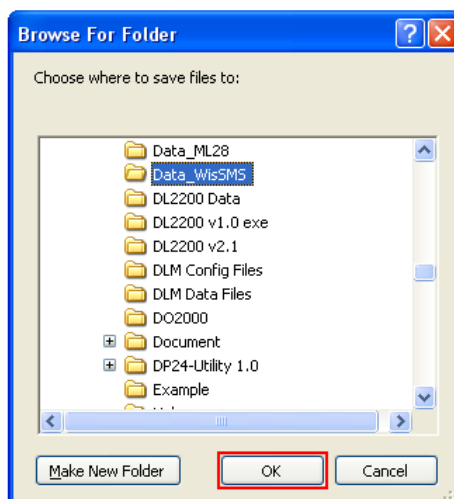 Browse For Folder
Choose where to save files to:
Data_ML28
Data_WisSMS
DL2200 Data
DL2200 v1.0 exe
DL2200 v2.1
DLM Config Files
DLM Data Files
DO2000
Document
DP24-Utility 1.0
Example
Make New Folder OK Cancel